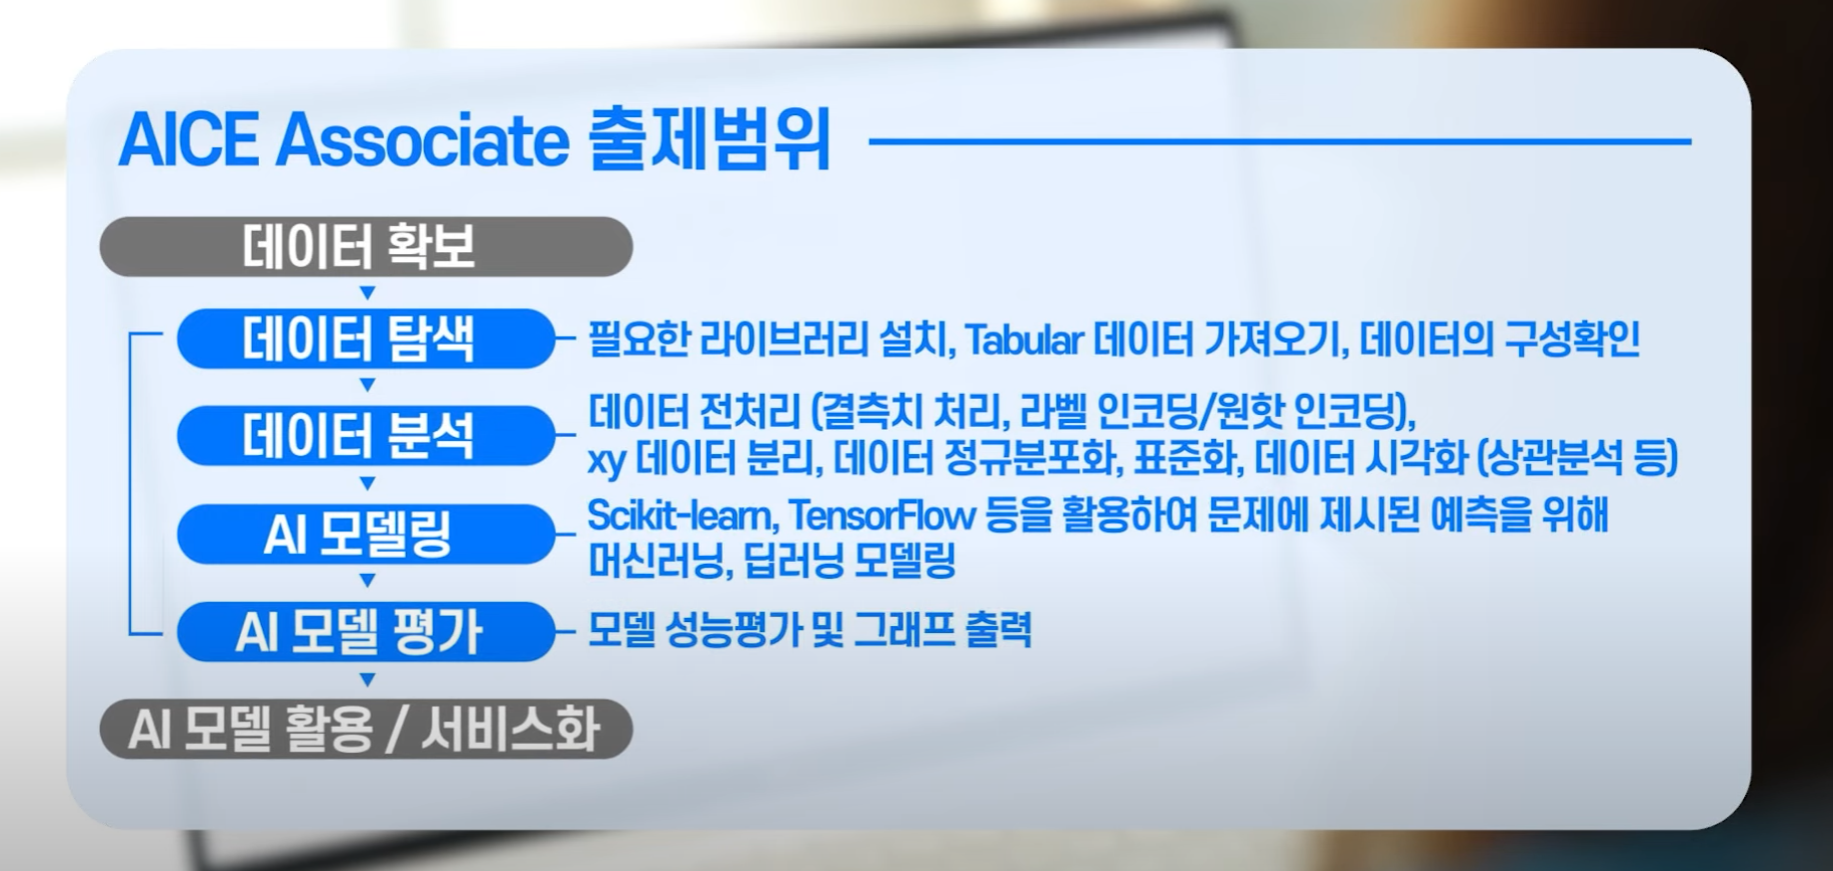 AICE Associate 출제범위
데이터 확보
데이터 탐색
필요한 라이브러리 설치, Tabular 데이터 가져오기, 데이터의 구성확인
데이터 분석
데이터 전처리 (결측치 처리, 라벨 인코딩/원핫 인코딩),
xy 데이터 분리, 데이터 정규분포화, 표준화, 데이터 시각화 (상관분석 등)
AI 모델링
Scikit-learn, TensorFlow 등을 활용하여 문제에 제시된 예측을 위해
머신러닝, 딥러닝 모델링
AI 모델 평가
모델 성능평가 및 그래프 출력
AI 모델 활용 / 서비스화